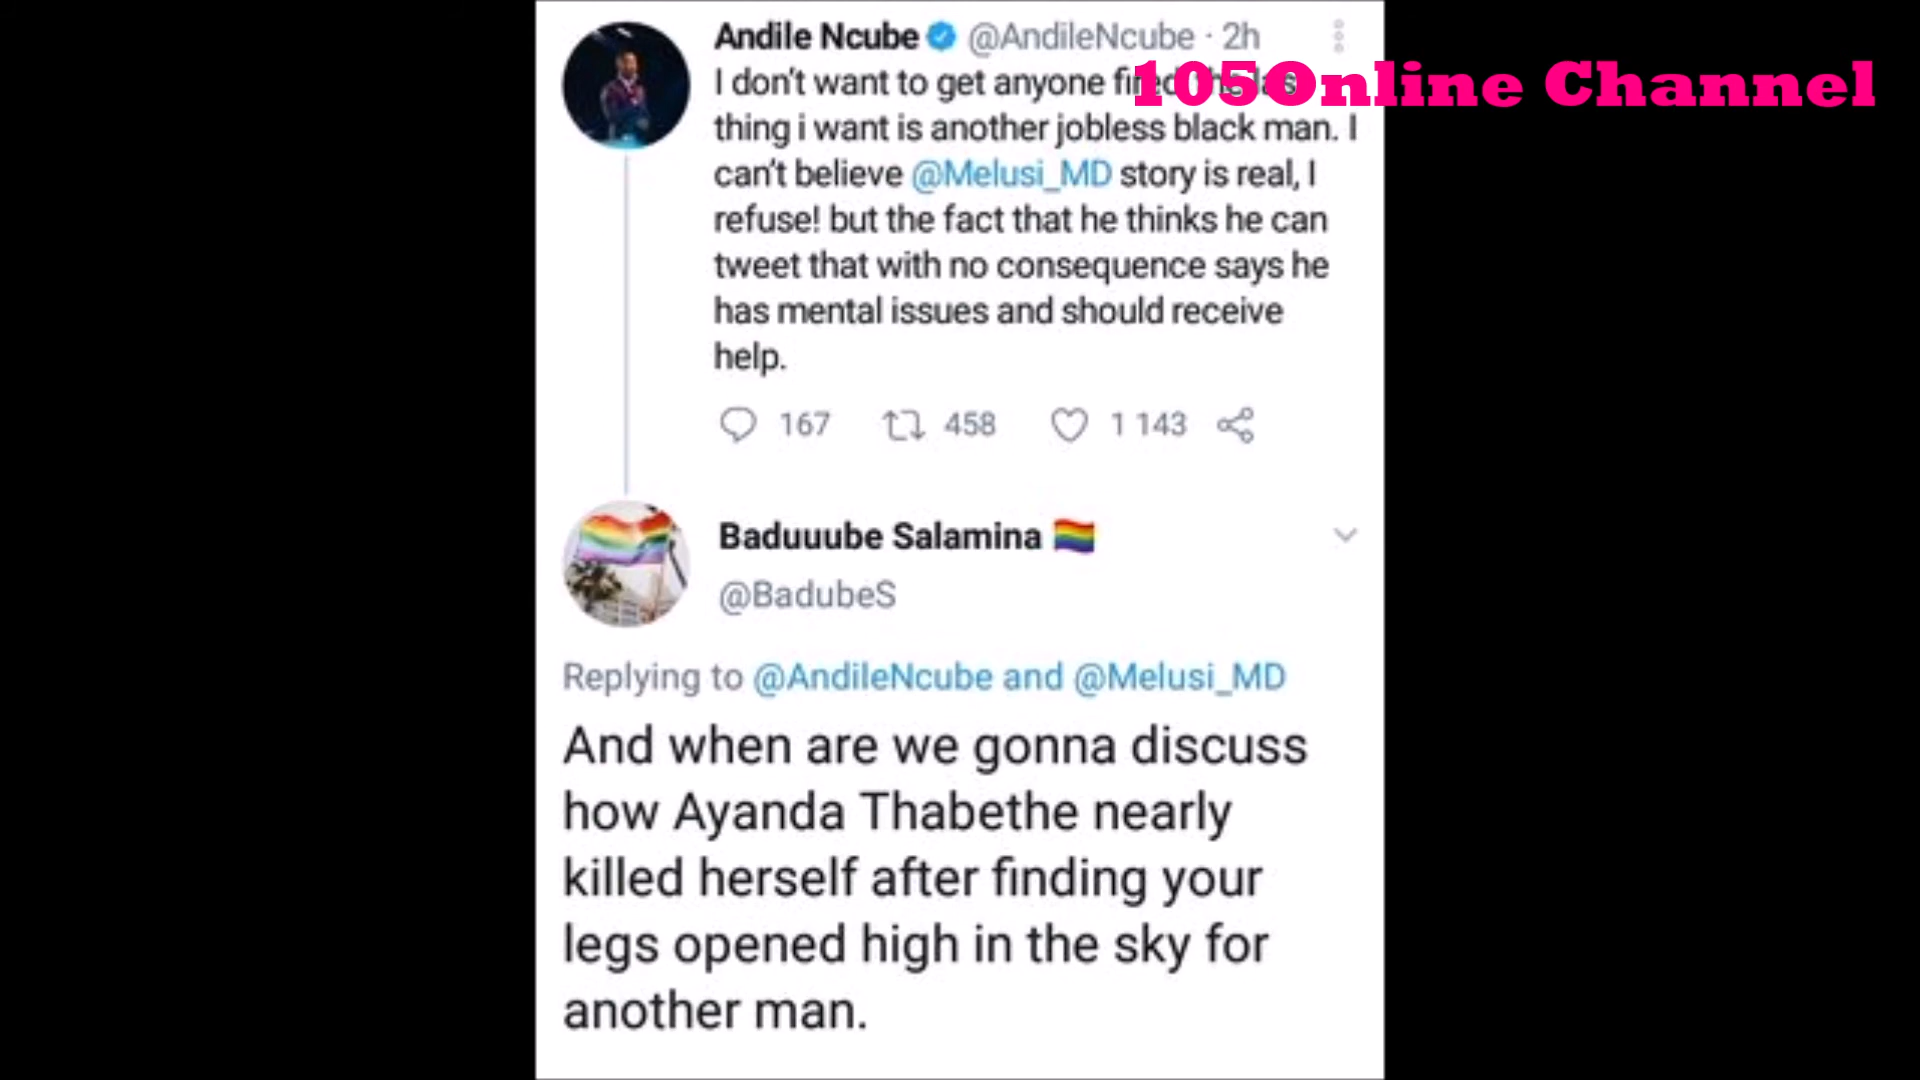 Andile Ncube @AndileNcube · 2h
105Online Channel
I don't want to get anyone fired, the last
thing i want is another jobless black man. I
can't believe @Melusi_MD story is real, I
refuse! but the fact that he thinks he can
tweet that with no consequence says he
has mental issues and should receive
help.
167 458 1 143
Baduuube Salamina 🏳️‍🌈
@BadubeS
Replying to @AndileNcube and @Melusi_MD
And when are we gonna discuss
how Ayanda Thabethe nearly
killed herself after finding your
legs opened high in the sky for
another man.